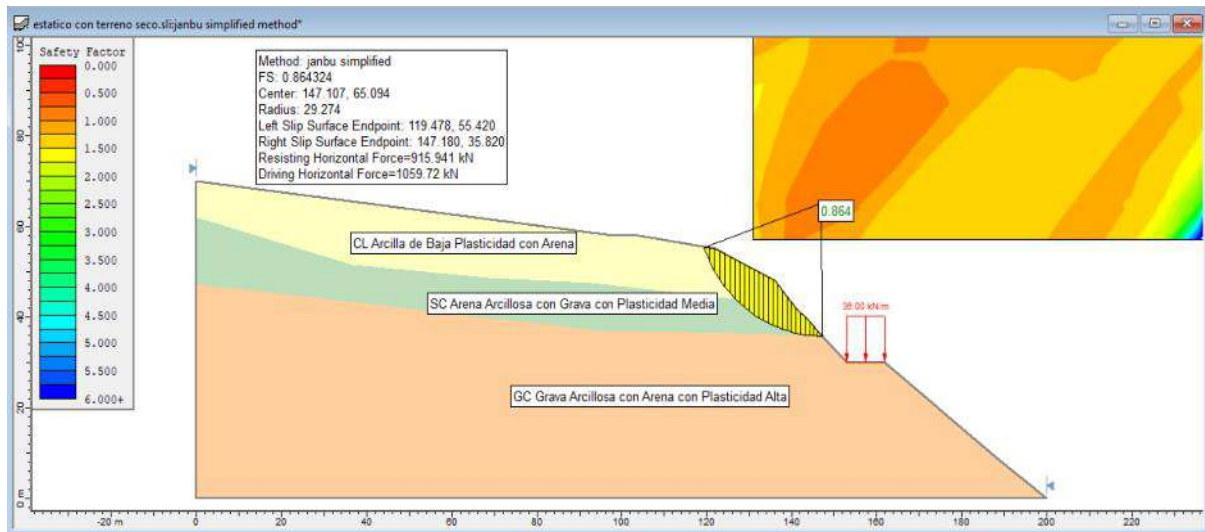 estatico con terreno seco.sli:janbu simplified method*
Safety Factor
0.000
0.500
1.000
1.500
2.000
2.500
3.000
3.500
4.000
4.500
5.000
5.500
6.000+
Method: janbu simplified
FS: 0.864324
Center: 147.107, 65.094
Radius: 29.274
Left Slip Surface Endpoint: 119.478, 55.420
Right Slip Surface Endpoint: 147.180, 35.820
Resisting Horizontal Force=915.941 kN
Driving Horizontal Force=1059.72 kN
0.864
CL Arcilla de Baja Plasticidad con Arena
SC Arena Arcillosa con Grava con Plasticidad Media
GC Grava Arcillosa con Arena con Plasticidad Alta
100
80
60
40
20
0 m
-20 m
0
20
40
60
80
100
120
140
160
180
200
220